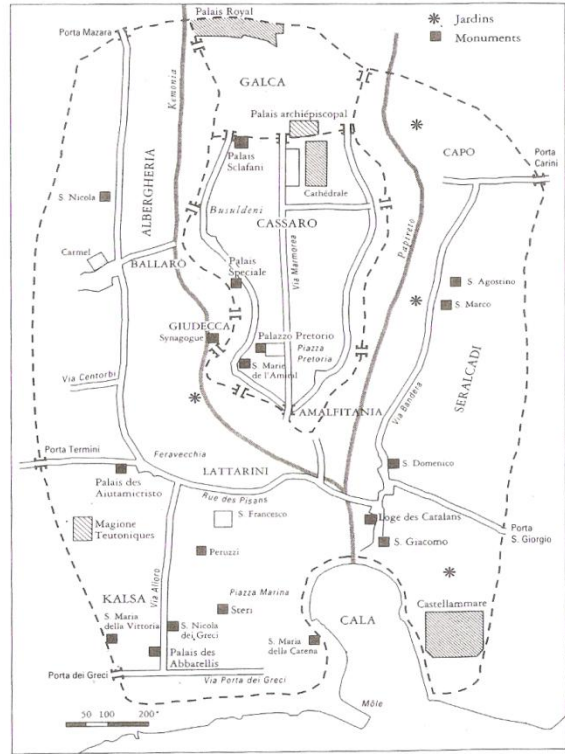 Palais Royal
Jardins
Monuments
Porta Mazara
GALCA
Kemonia
Palais archiépiscopal
CAPO
Porta
Carini
Palais
Sclafani
Cathédrale
ALBERGHERIA
S. Nicola
Busuldeni
CASSARO
Papireto
Carmel
BALLARÒ
Via Marmorea
Palais
Speciale
S. Agostino
S. Marco
GIUDECCA
Synagogue
Palazzo Pretorio
Piazza
Pretoria
S. Marie
de l'Amiral
SERALCADI
Via Centorbi
Via Bandera
AMALFITANIA
Porta Termini
Feravecchia
LATTARINI
S. Domenico
Palais des
Aiutamicristo
Rue des Pisans
S. Francesco
Loge des Catalans
Porta
S. Giorgio
Magione
Teutoniques
S. Giacomo
Peruzzi
KALSA
Via Alloro
Piazza Marina
Steri
CALA
Castellammare
S. Maria
della Vittoria
S. Nicola
dei Greci
S. Maria
della Catena
Palais des
Abbatellis
Porta dei Greci
Via Porta dei Greci
Môle
50 100 200